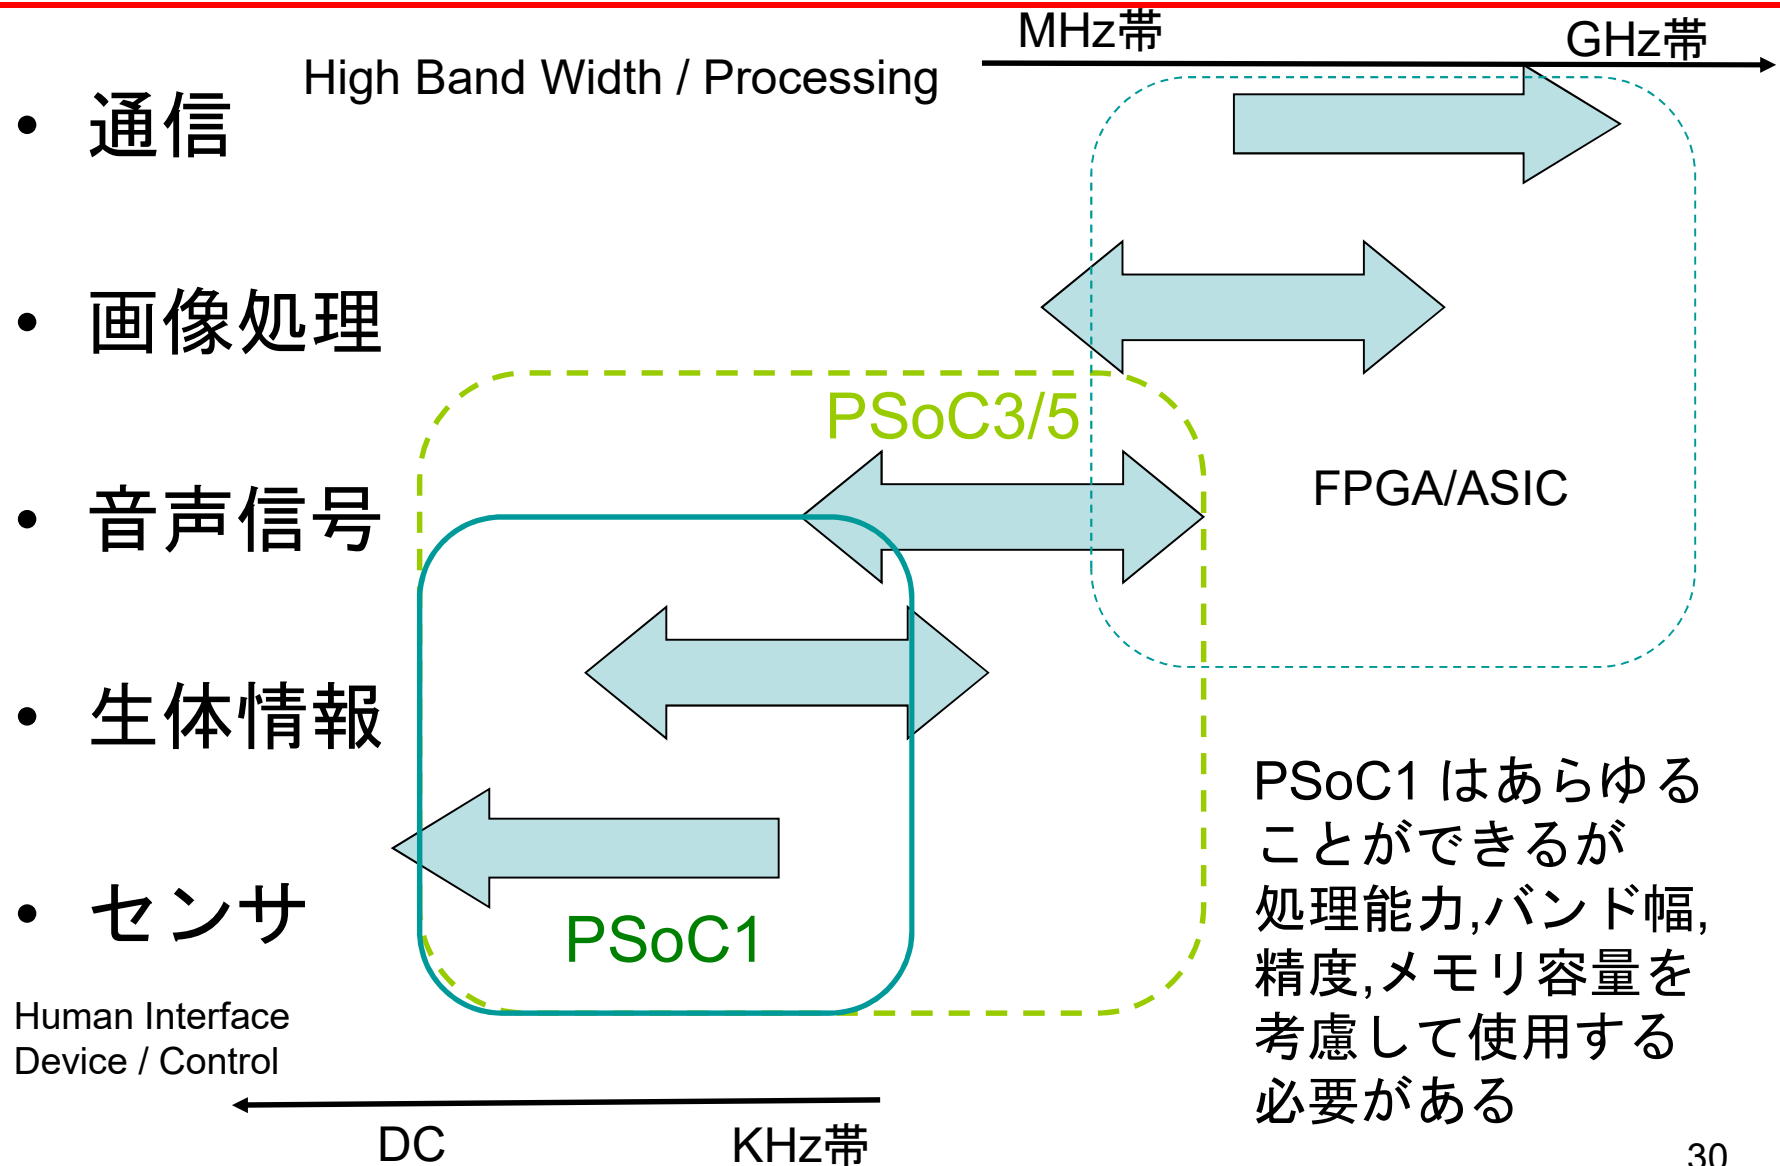 MHz帯
GHz帯
High Band Width / Processing
• 通信
• 画像処理
PSoC3/5
• 音声信号
FPGA/ASIC
• 生体情報
PSoC1 はあらゆる
ことができるが
処理能力,バンド幅,
精度,メモリ容量を
考慮して使用する
必要がある
• センサ
PSoC1
Human Interface
Device / Control
DC
KHz帯
30